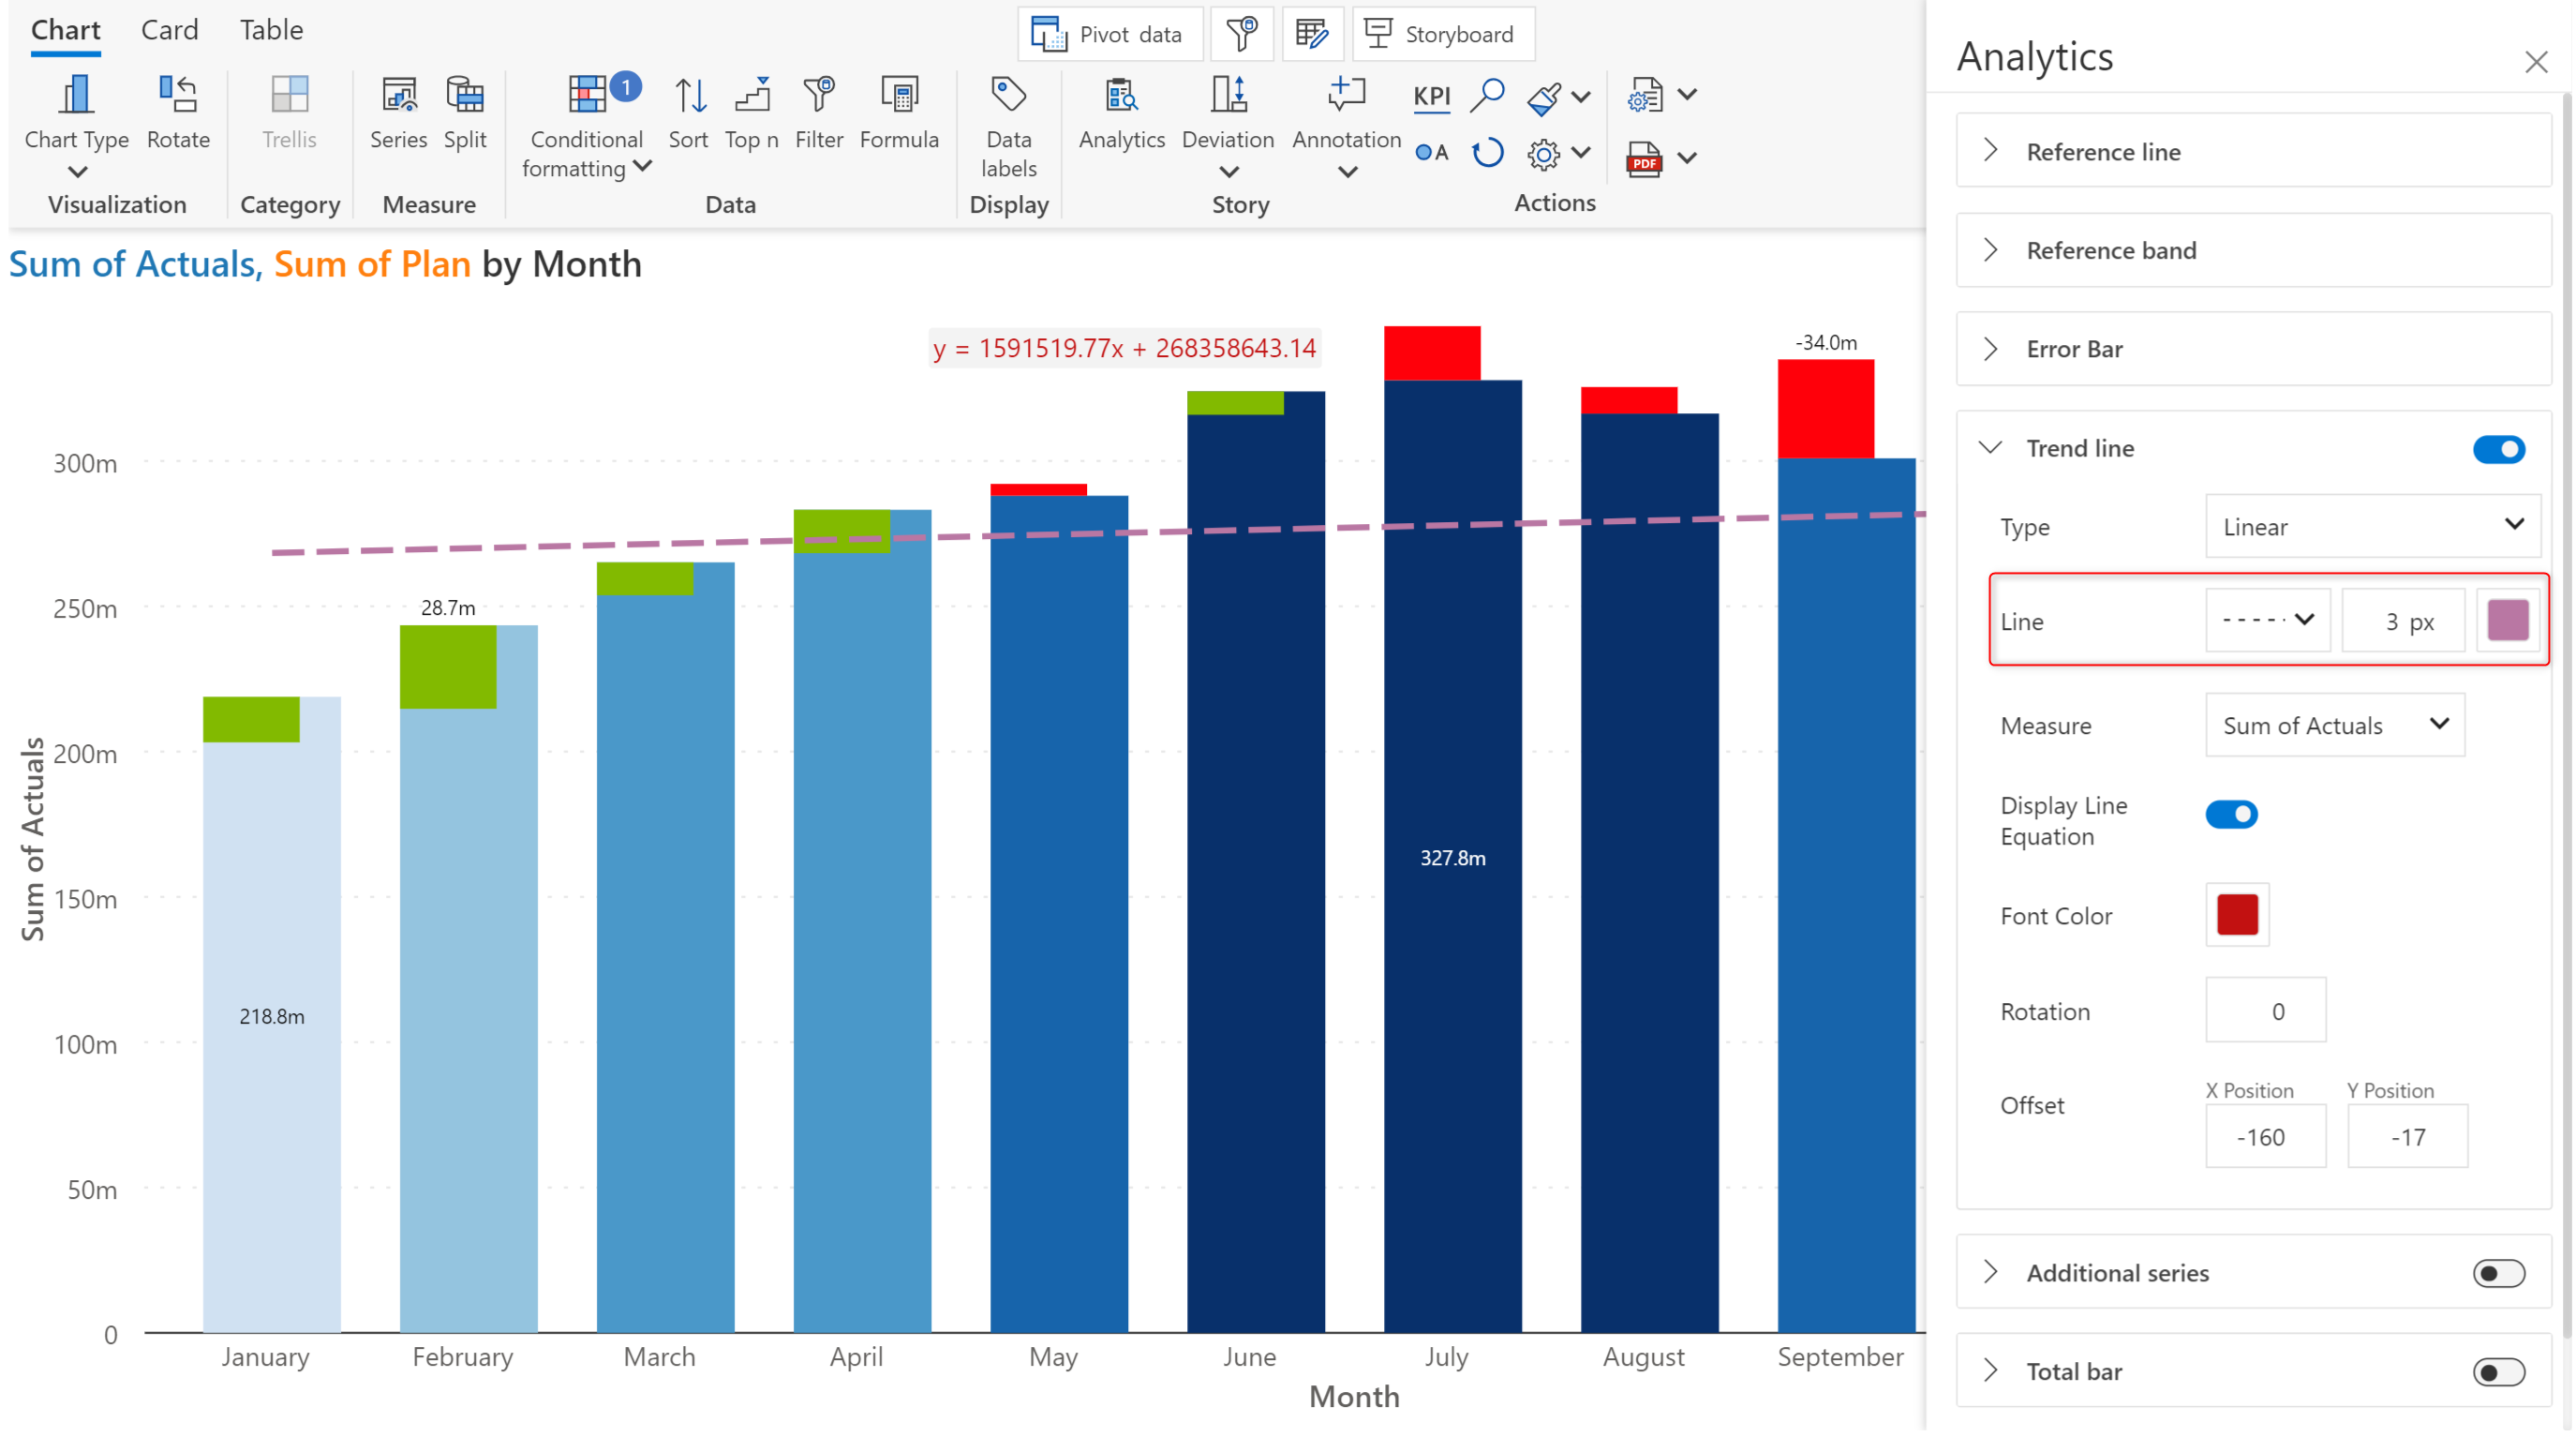 Chart Card Table
Pivot data Storyboard
1
Chart Type Rotate Trellis Series Split Conditional formatting Sort Top n Filter Formula Data labels Analytics Deviation Annotation KPI
A
PDF
Visualization Category Measure Data Display Story Actions
Sum of Actuals, Sum of Plan by Month
y = 1591519.77x + 268358643.14
-34.0m
300m
28.7m
250m
200m
327.8m
150m
218.8m
100m
50m
0
Sum of Actuals
January February March April May June July August September
Month
Analytics
Reference line
Reference band
Error Bar
Trend line
Type Linear
Line 3 px
Measure Sum of Actuals
Display Line
Equation
Font Color
Rotation 0
X Position Y Position
Offset
-160 -17
Additional series
Total bar